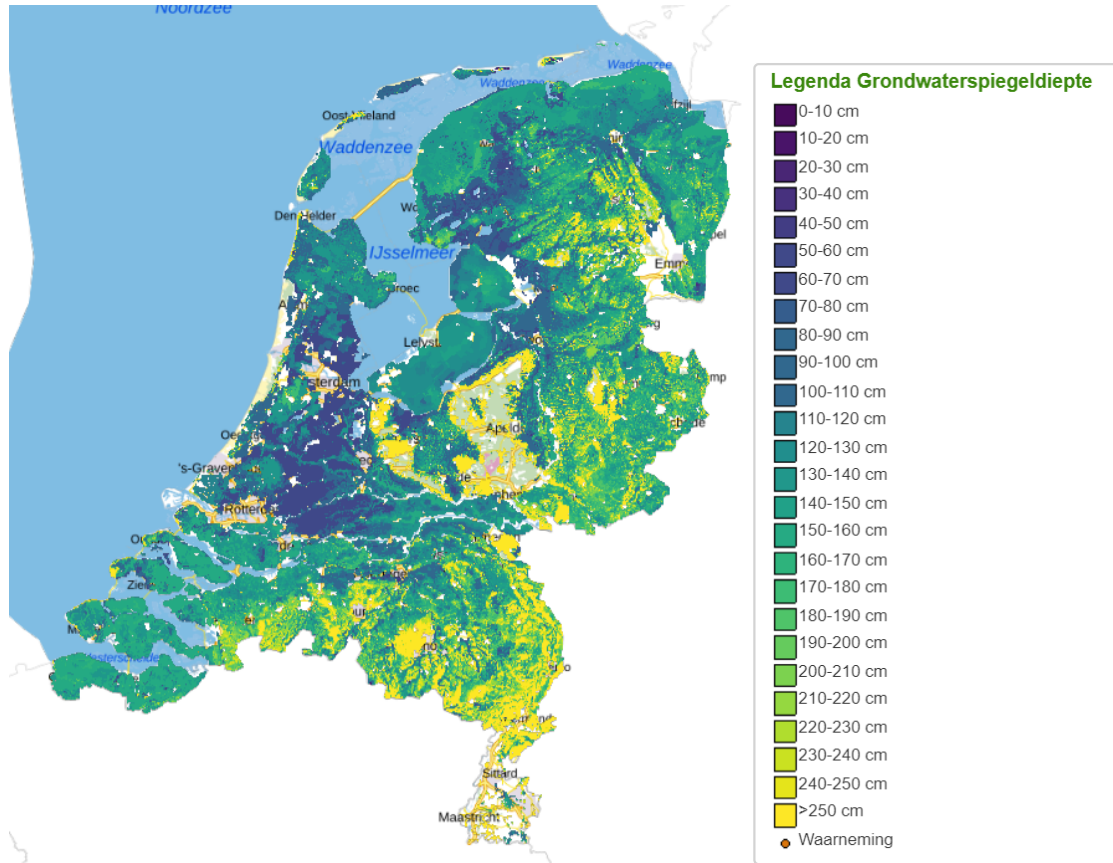 Noordzee
Waddenzee
Waddenzee
Oost-Vlieland
Waddenzee
Den Helder
IJsselmeer
Emm
Lelyst
sterdam
Apeldo
's-Graven
Rotterda
Westerschelde
Sittard
Maastricht
Legenda Grondwaterspiegeldiepte
0-10 cm
10-20 cm
20-30 cm
30-40 cm
40-50 cm
50-60 cm
60-70 cm
70-80 cm
80-90 cm
90-100 cm
100-110 cm
110-120 cm
120-130 cm
130-140 cm
140-150 cm
150-160 cm
160-170 cm
170-180 cm
180-190 cm
190-200 cm
200-210 cm
210-220 cm
220-230 cm
230-240 cm
240-250 cm
>250 cm
Waarneming